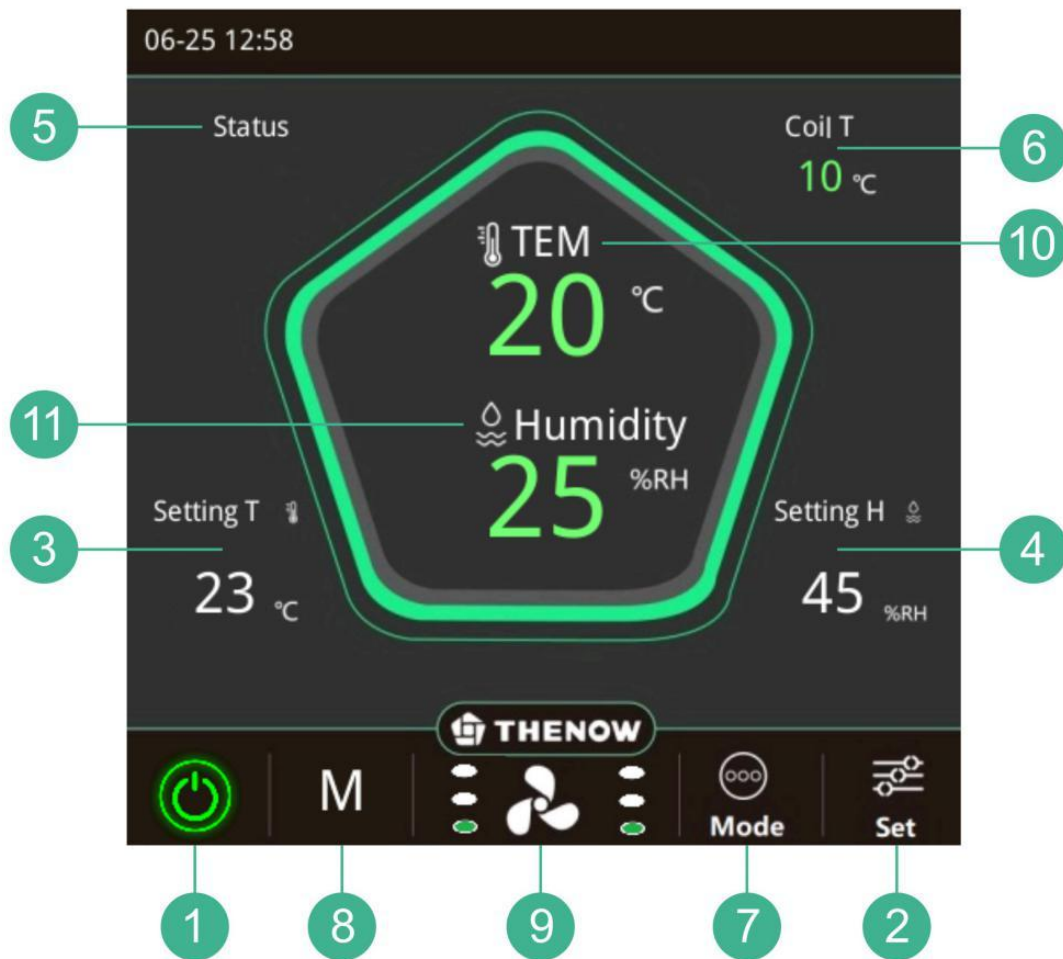 06-25 12:58
5
Status
Coil T
6
10 °C
TEM
10
20 °C
11
Humidity
25 %RH
Setting T
Setting H
3
4
23 °C
45 %RH
THENOW
M
Mode
Set
1
8
9
7
2